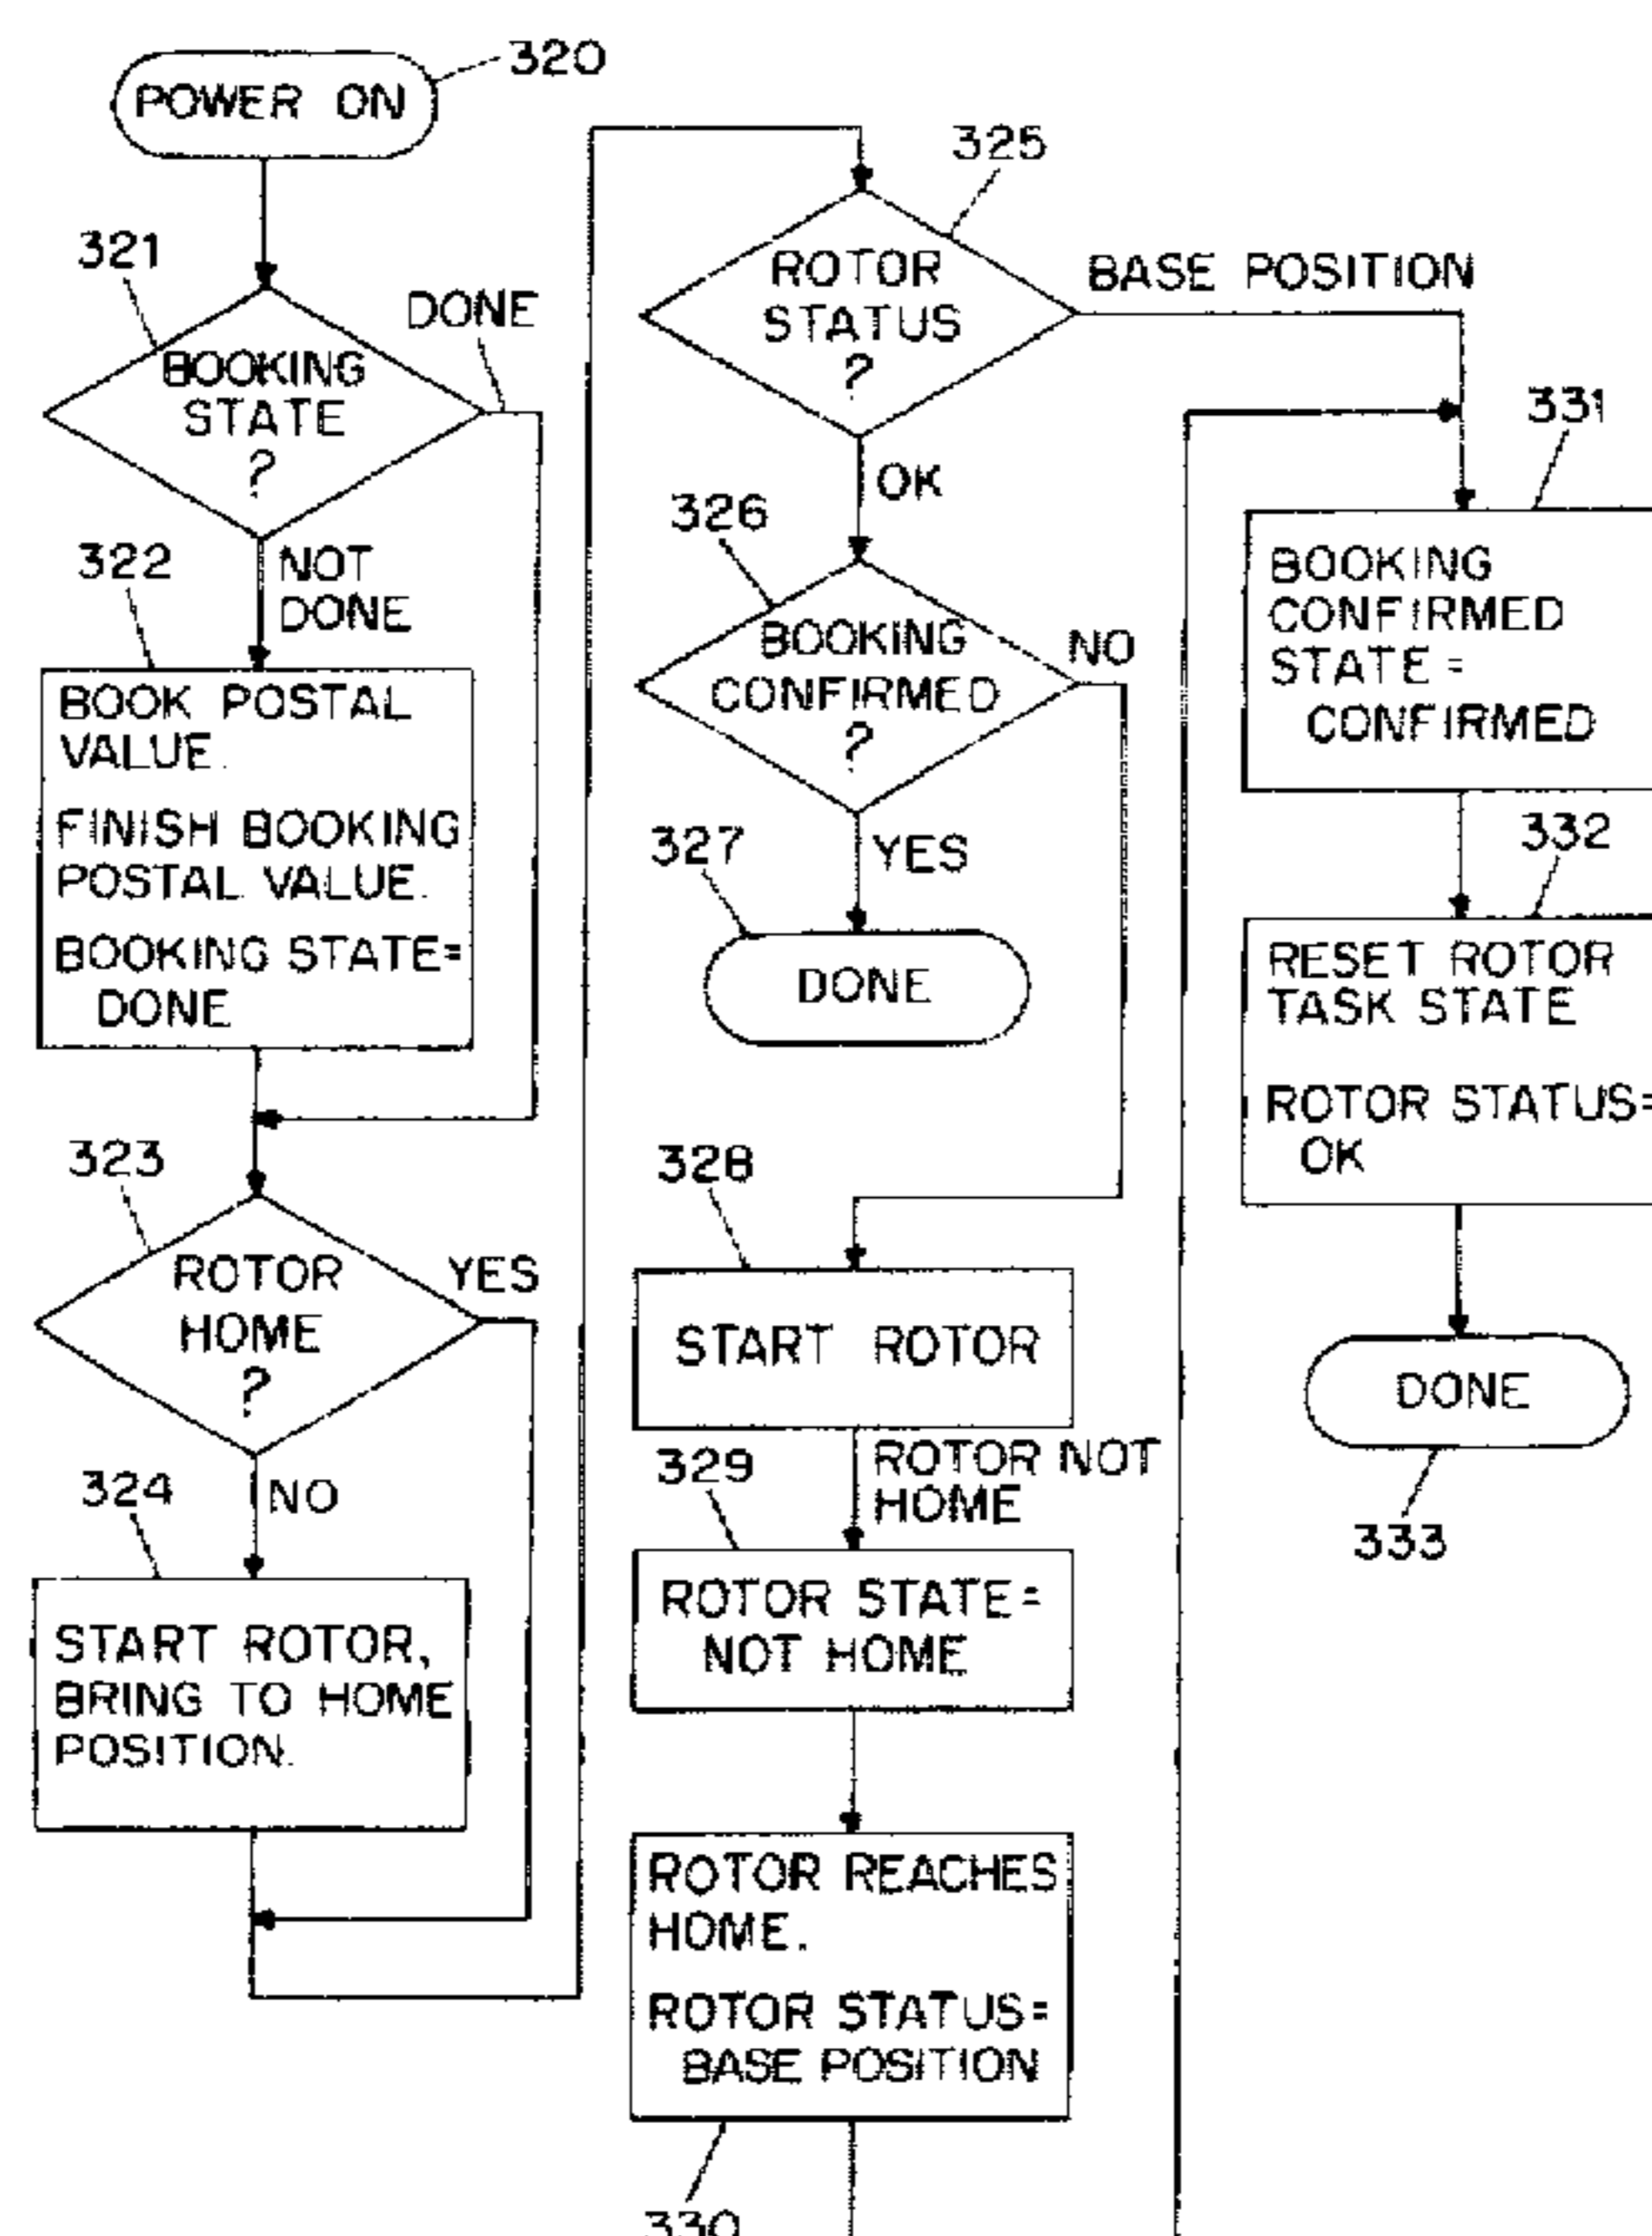 320
POWER ON
321
DONE
BOOKING
STATE
?
322
NOT
DONE
BOOK POSTAL
VALUE.
FINISH BOOKING
POSTAL VALUE.
BOOKING STATE=
DONE
323
ROTOR
HOME
?
YES
324
NO
START ROTOR,
BRING TO HOME
POSITION.
325
ROTOR
STATUS
?
BASE POSITION
OK
326
BOOKING
CONFIRMED
?
NO
327
YES
DONE
328
START ROTOR
329
ROTOR NOT
HOME
ROTOR STATE=
NOT HOME
ROTOR REACHES
HOME.
ROTOR STATUS=
BASE POSITION
330
331
BOOKING
CONFIRMED
STATE=
CONFIRMED
332
RESET ROTOR
TASK STATE
ROTOR STATUS=
OK
DONE
333